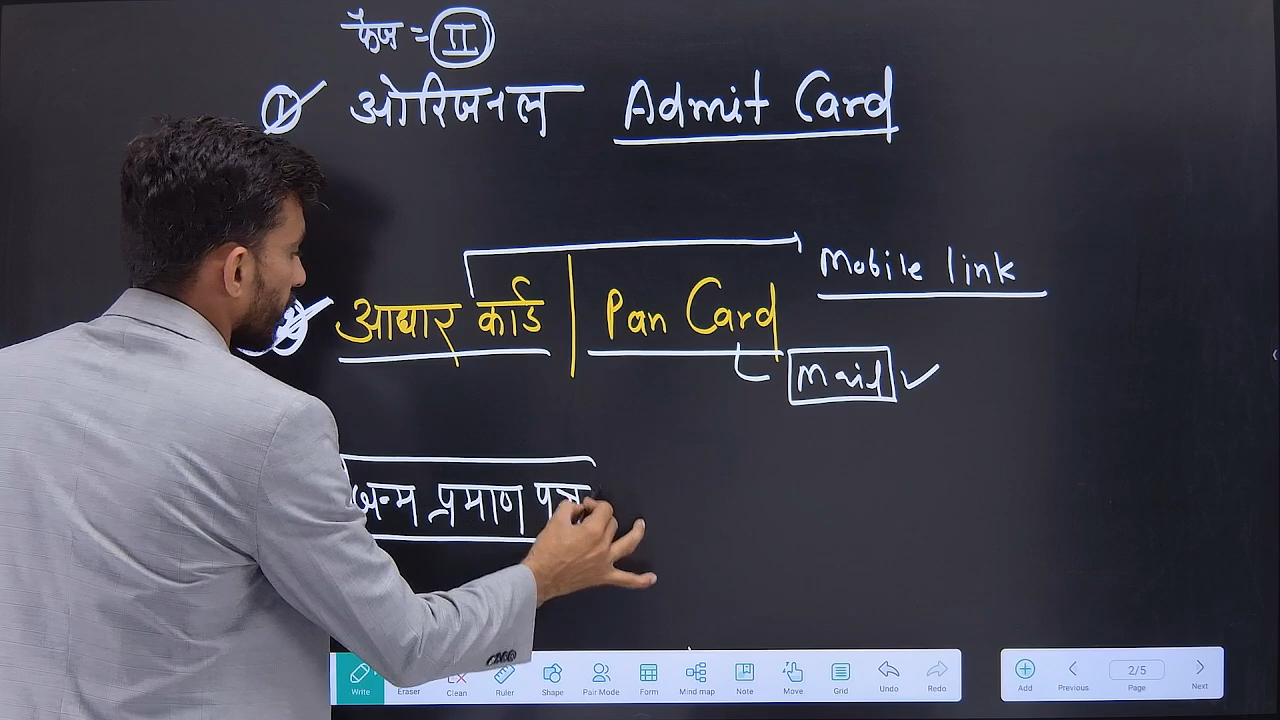 फेज = II
1 ओरिजनल Admit Card
Mobile link
आधार कार्ड | Pan Card
Mail
जन्म प्रमाण पत्र
Write Eraser Clean Ruler Shape Pair Mode Form Mind map Note Move Grid Undo Redo
Add Previous 2/5 Page Next